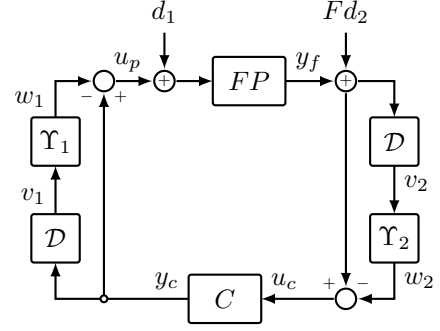 d_1 Fd_2
w_1 - u_p + + FP y_f +
Υ_1 𝒟
v_1 v_2
𝒟 Υ_2
y_c C u_c + - w_2